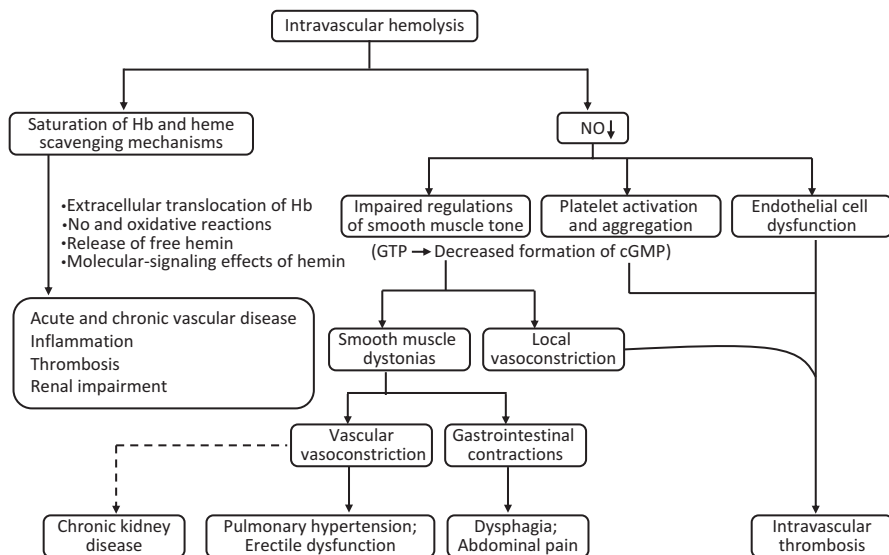 Intravascular hemolysis
Saturation of Hb and heme
scavenging mechanisms
NO↓
•Extracellular translocation of Hb
•No and oxidative reactions
•Release of free hemin
•Molecular-signaling effects of hemin
Impaired regulations
of smooth muscle tone
Platelet activation
and aggregation
Endothelial cell
dysfunction
(GTP → Decreased formation of cGMP)
Acute and chronic vascular disease
Inflammation
Thrombosis
Renal impairment
Smooth muscle
dystonias
Local
vasoconstriction
Vascular
vasoconstriction
Gastrointestinal
contractions
Chronic kidney
disease
Pulmonary hypertension;
Erectile dysfunction
Dysphagia;
Abdominal pain
Intravascular
thrombosis